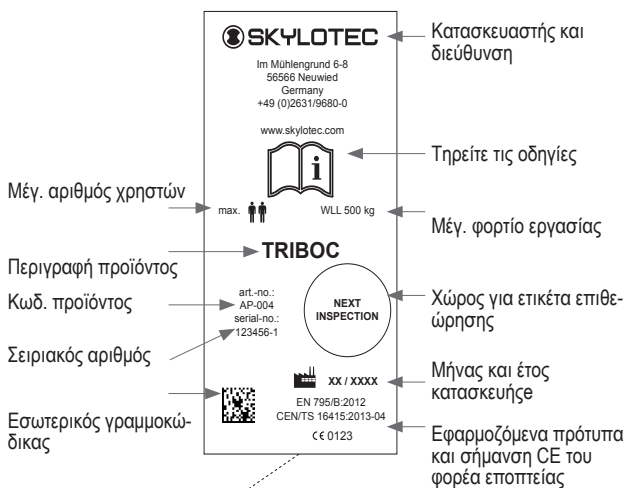 SKYLOTEC
Im Mühlengrund 6-8
56566 Neuwied
Germany
+49 (0)2631/9680-0
www.skylotec.com
i
max.
WLL 500 kg
TRIBOC
art.-no.:
AP-004
serial-no.:
123456-1
NEXT
INSPECTION
XX / XXXX
EN 795/B:2012
CEN/TS 16415:2013-04
CE 0123
Μέγ. αριθμός χρηστών
Περιγραφή προϊόντος
Κωδ. προϊόντος
Σειριακός αριθμός
Εσωτερικός γραμμοκώ-
δικας
Κατασκευαστής και
διεύθυνση
Τηρείτε τις οδηγίες
Μέγ. φορτίο εργασίας
Χώρος για ετικέτα επιθε-
ώρησης
Μήνας και έτος
κατασκευήςe
Εφαρμοζόμενα πρότυπα
και σήμανση CE του
φορέα εποπτείας